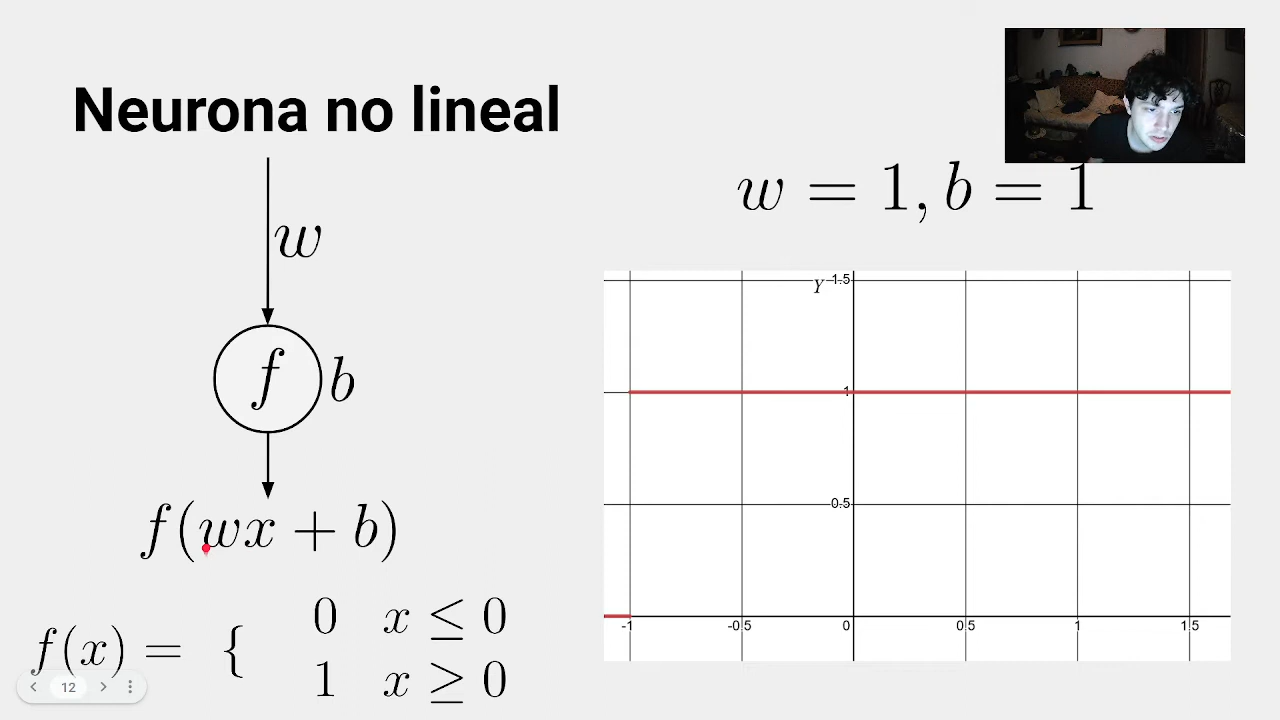 Neurona no lineal
w
w = 1, b = 1
f
b
f(wx + b)
f(x) = {
0 x ≤ 0
1 x ≥ 0
12
Y
1.5
1
0.5
-1
-0.5
0
0.5
1
1.5